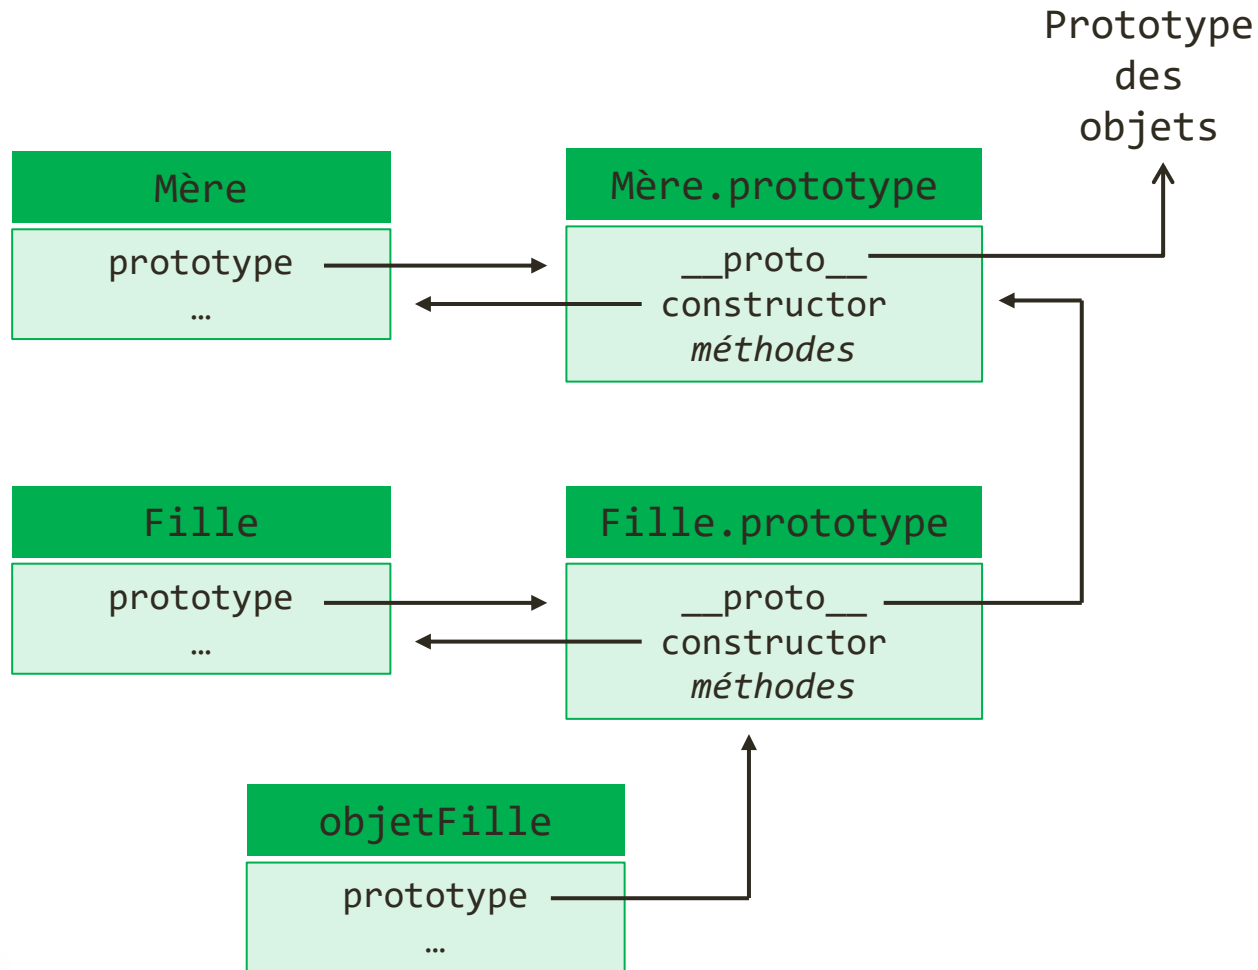 Prototype
des
objets
Mère
prototype
…
Mère.prototype
__proto__
constructor
méthodes
Fille
prototype
…
Fille.prototype
__proto__
constructor
méthodes
objetFille
prototype
…